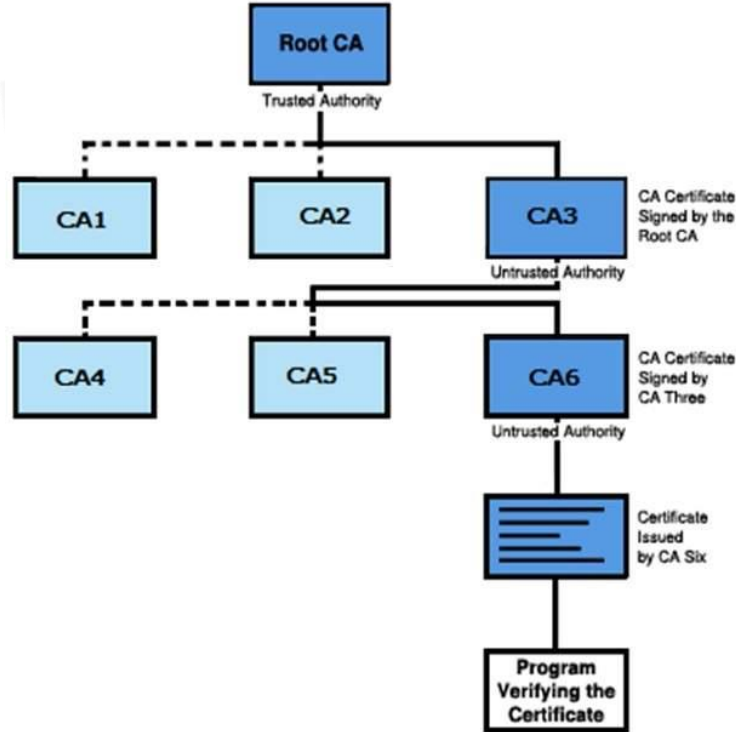 Root CA
Trusted Authority
CA1
CA2
CA3
CA Certificate
Signed by the
Root CA
Untrusted Authority
CA4
CA5
CA6
CA Certificate
Signed by
CA Three
Untrusted Authority
Certificate
Issued
by CA Six
Program
Verifying the
Certificate